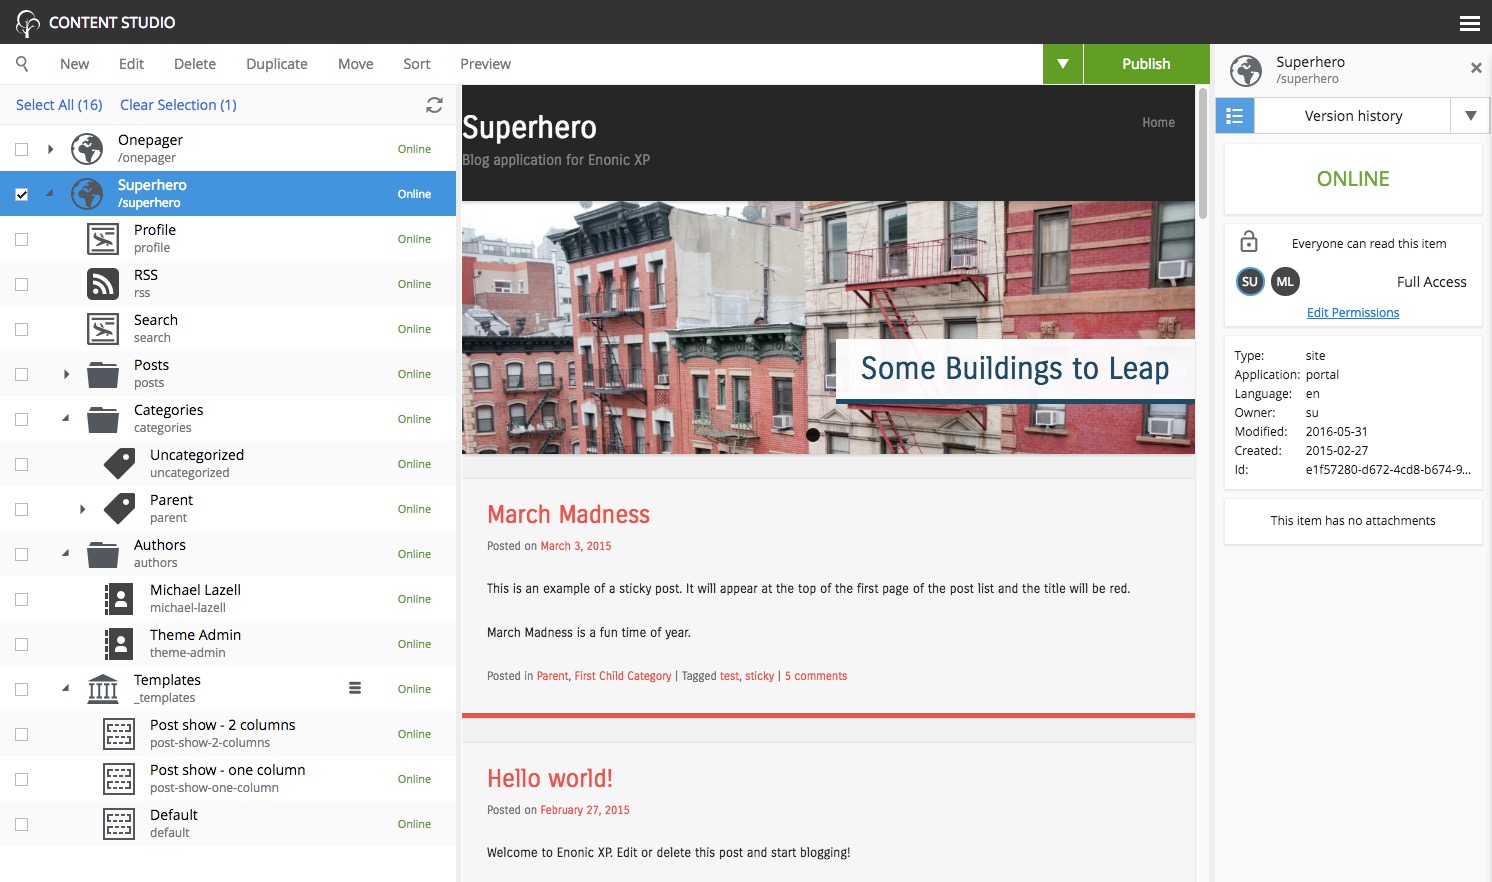 CONTENT STUDIO
New Edit Delete Duplicate Move Sort Preview
Publish
Select All (16) Clear Selection (1)
Onepager
/onepager
Online
Superhero
/superhero
Online
Profile
profile
Online
RSS
rss
Online
Search
search
Online
Posts
posts
Online
Categories
categories
Online
Uncategorized
uncategorized
Online
Parent
parent
Online
Authors
authors
Online
Michael Lazell
michael-lazell
Online
Theme Admin
theme-admin
Online
Templates
_templates
Online
Post show - 2 columns
post-show-2-columns
Online
Post show - one column
post-show-one-column
Online
Default
default
Online
Superhero
Home
Blog application for Enonic XP
Some Buildings to Leap
March Madness
Posted on March 3, 2015
This is an example of a sticky post. It will appear at the top of the first page of the post list and the title will be red.
March Madness is a fun time of year.
Posted in Parent, First Child Category | Tagged test, sticky | 5 comments
Hello world!
Posted on February 27, 2015
Welcome to Enonic XP. Edit or delete this post and start blogging!
Superhero
/superhero
Version history
ONLINE
Everyone can read this item
SU ML Full Access
Edit Permissions
Type: site
Application: portal
Language: en
Owner: su
Modified: 2016-05-31
Created: 2015-02-27
Id: e1f57280-d672-4cd8-b674-9...
This item has no attachments